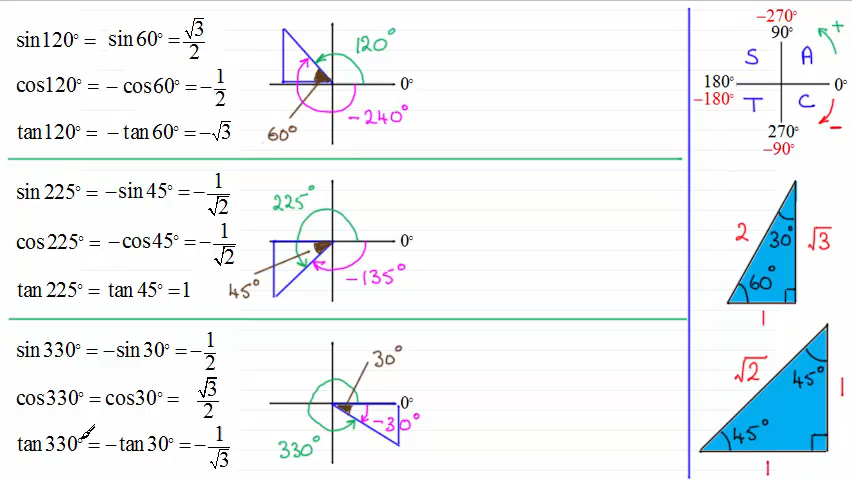 sin120° = sin60° = √3/2
cos120° = −cos60° = −1/2
tan120° = −tan60° = −√3
120°
0°
−240°
60°
sin225° = −sin45° = −1/√2
cos225° = −cos45° = −1/√2
tan225° = tan45° = 1
225°
0°
−135°
45°
sin330° = −sin30° = −1/2
cos330° = cos30° = √3/2
tan330° = −tan30° = −1/√3
30°
0°
−30°
330°
−270°
90°
+
S A
180° 0°
−180°
T C
270°
−
−90°
2 30° √3
60°
1
√2 45° 1
45°
1